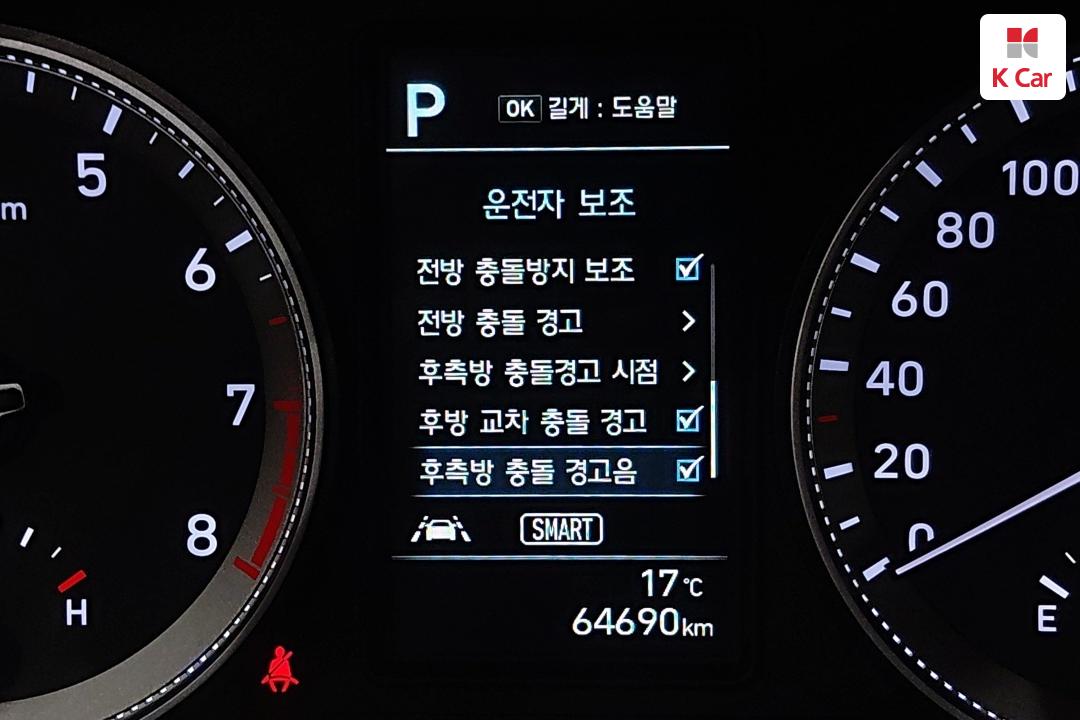 K Car
P
OK 길게 : 도움말
운전자 보조
전방 충돌방지 보조
전방 충돌 경고
후측방 충돌경고 시점
후방 교차 충돌 경고
후측방 충돌 경고음
SMART
17℃
64690km
5
6
7
8
H
100
80
60
40
20
0
E